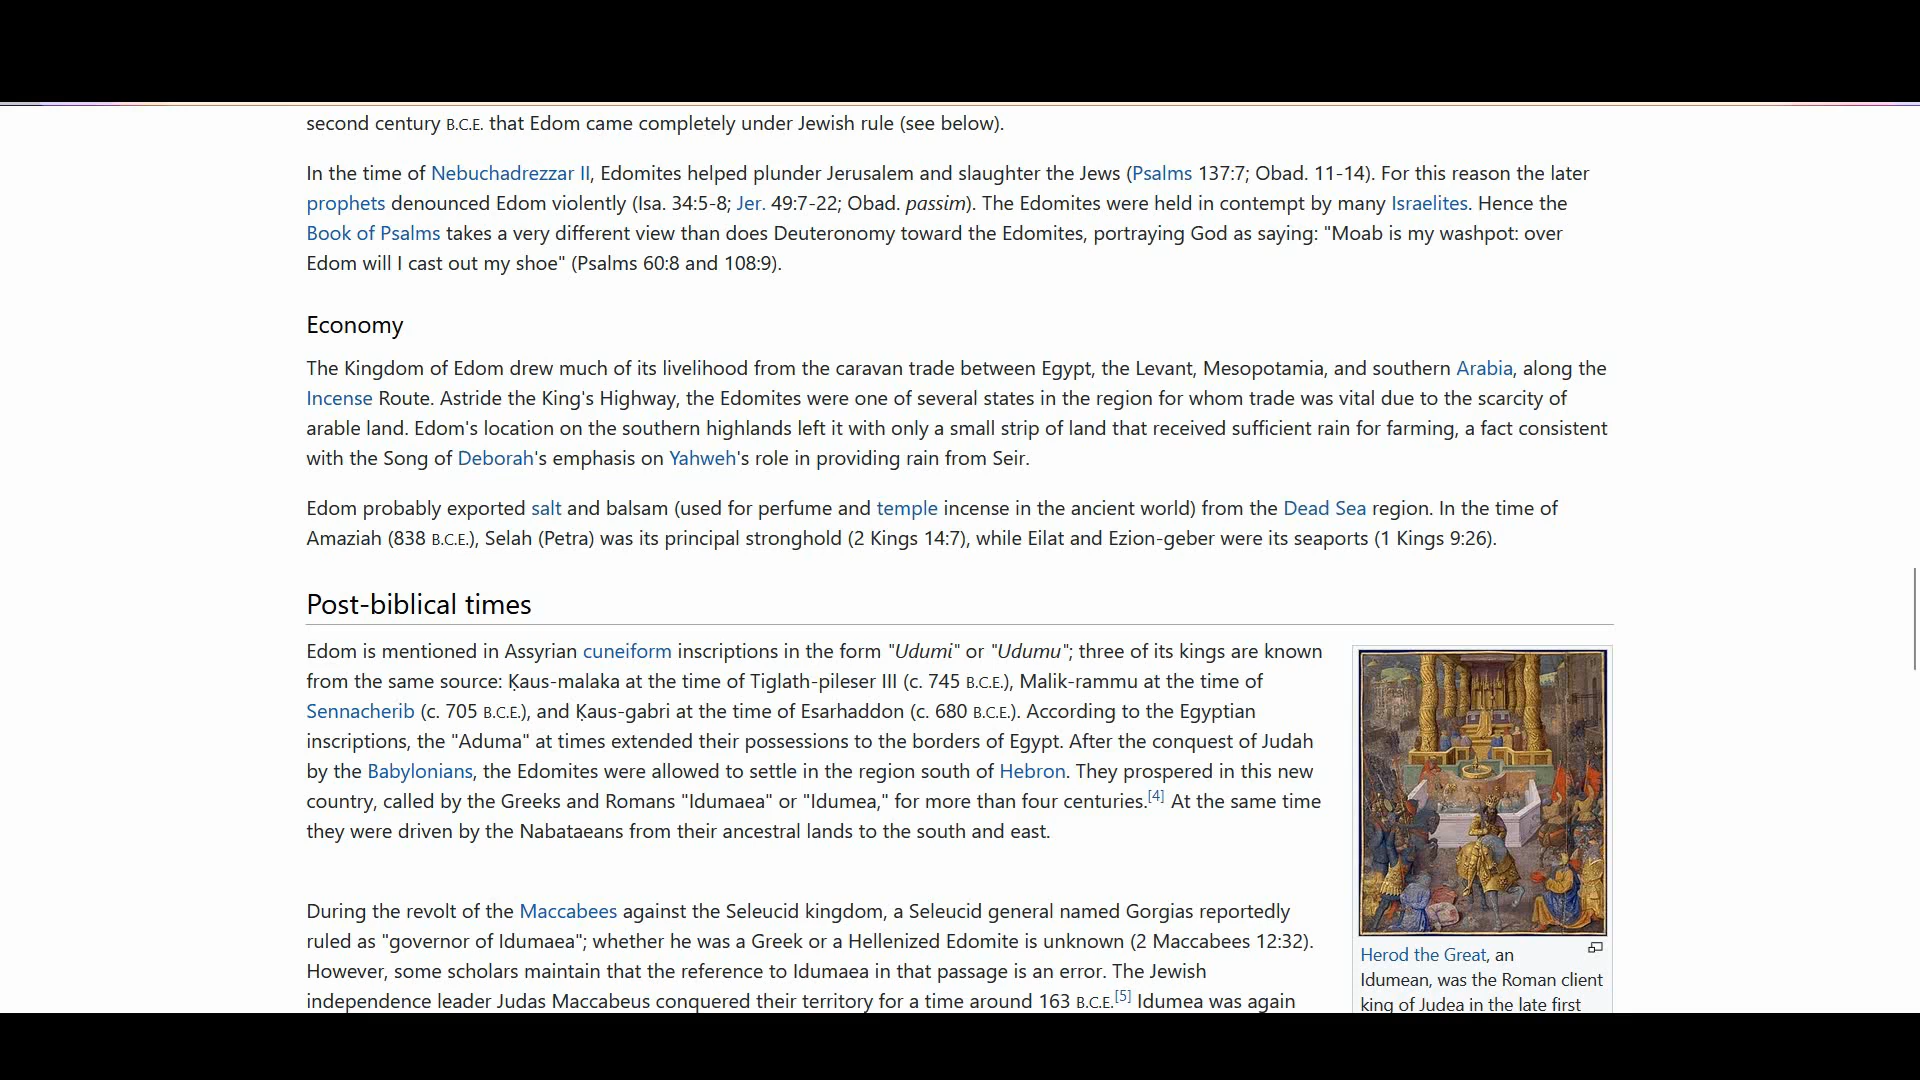 second century B.C.E. that Edom came completely under Jewish rule (see below).
In the time of Nebuchadrezzar II, Edomites helped plunder Jerusalem and slaughter the Jews (Psalms 137:7; Obad. 11-14). For this reason the later
prophets denounced Edom violently (Isa. 34:5-8; Jer. 49:7-22; Obad. passim). The Edomites were held in contempt by many Israelites. Hence the
Book of Psalms takes a very different view than does Deuteronomy toward the Edomites, portraying God as saying: "Moab is my washpot: over
Edom will I cast out my shoe" (Psalms 60:8 and 108:9).
Economy
The Kingdom of Edom drew much of its livelihood from the caravan trade between Egypt, the Levant, Mesopotamia, and southern Arabia, along the
Incense Route. Astride the King's Highway, the Edomites were one of several states in the region for whom trade was vital due to the scarcity of
arable land. Edom's location on the southern highlands left it with only a small strip of land that received sufficient rain for farming, a fact consistent
with the Song of Deborah's emphasis on Yahweh's role in providing rain from Seir.
Edom probably exported salt and balsam (used for perfume and temple incense in the ancient world) from the Dead Sea region. In the time of
Amaziah (838 B.C.E.), Selah (Petra) was its principal stronghold (2 Kings 14:7), while Eilat and Ezion-geber were its seaports (1 Kings 9:26).
Post-biblical times
Edom is mentioned in Assyrian cuneiform inscriptions in the form "Udumi" or "Udumu"; three of its kings are known
from the same source: Ḳaus-malaka at the time of Tiglath-pileser III (c. 745 B.C.E.), Malik-rammu at the time of
Sennacherib (c. 705 B.C.E.), and Ḳaus-gabri at the time of Esarhaddon (c. 680 B.C.E.). According to the Egyptian
inscriptions, the "Aduma" at times extended their possessions to the borders of Egypt. After the conquest of Judah
by the Babylonians, the Edomites were allowed to settle in the region south of Hebron. They prospered in this new
country, called by the Greeks and Romans "Idumaea" or "Idumea," for more than four centuries.[4] At the same time
they were driven by the Nabataeans from their ancestral lands to the south and east.
During the revolt of the Maccabees against the Seleucid kingdom, a Seleucid general named Gorgias reportedly
ruled as "governor of Idumaea"; whether he was a Greek or a Hellenized Edomite is unknown (2 Maccabees 12:32).
However, some scholars maintain that the reference to Idumaea in that passage is an error. The Jewish
independence leader Judas Maccabeus conquered their territory for a time around 163 B.C.E.[5] Idumea was again
Herod the Great, an
Idumean, was the Roman client
king of Judea in the late first